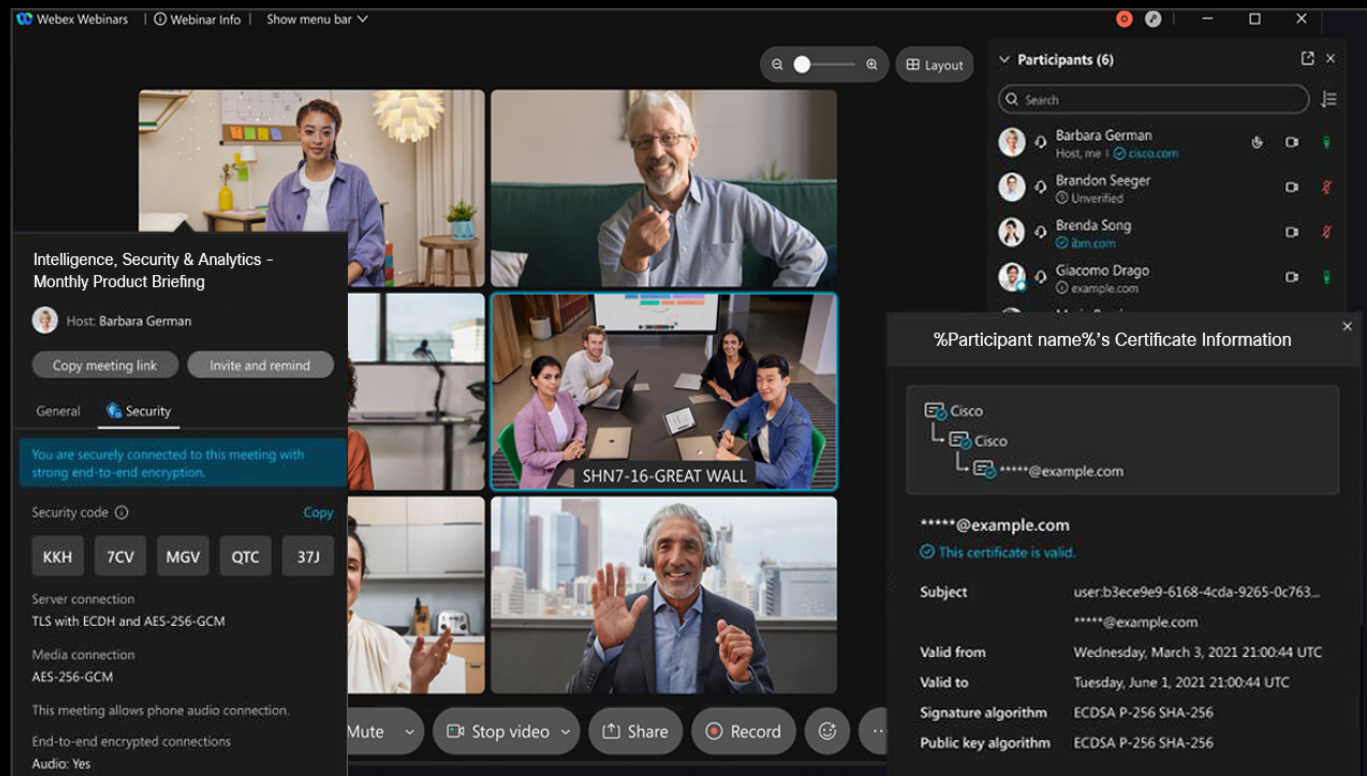 Webex Webinars
Webinar Info
Show menu bar
Layout
Intelligence, Security & Analytics -
Monthly Product Briefing
Host: Barbara German
Copy meeting link
Invite and remind
General
Security
You are securely connected to this meeting with
strong end-to-end encryption.
Security code
Copy
KKH 7CV MGV QTC 37J
Server connection
TLS with ECDH and AES-256-GCM
Media connection
AES-256-GCM
This meeting allows phone audio connection.
End-to-end encrypted connections
Audio: Yes
SHN7-16-GREAT WALL
Mute
Stop video
Share
Record
Participants (6)
Search
Barbara German
Host, me | cisco.com
Brandon Seeger
Unverified
Brenda Song
ibm.com
Giacomo Drago
example.com
%Participant name%'s Certificate Information
Cisco
Cisco
*****@example.com
*****@example.com
This certificate is valid.
Subject user:b3ece9e9-6168-4cda-9265-0c763...
*****@example.com
Valid from Wednesday, March 3, 2021 21:00:44 UTC
Valid to Tuesday, June 1, 2021 21:00:44 UTC
Signature algorithm ECDSA P-256 SHA-256
Public key algorithm ECDSA P-256 SHA-256